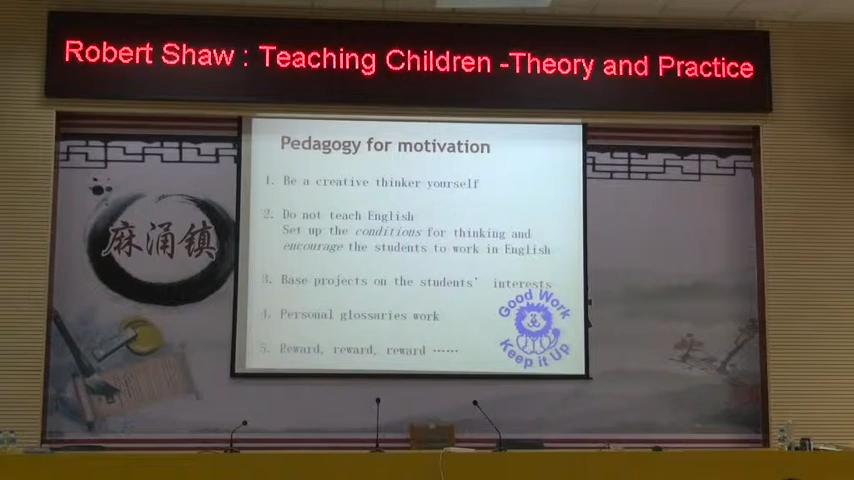 Robert Shaw : Teaching Children -Theory and Practice
Pedagogy for motivation
1. Be a creative thinker yourself
2. Do not teach English
Set up the conditions for thinking and
encourage the students to work in English
3. Base projects on the students' interests
4. Personal glossaries work
5. Reward, reward, reward ……
Good Work
Keep it Up
麻涌镇